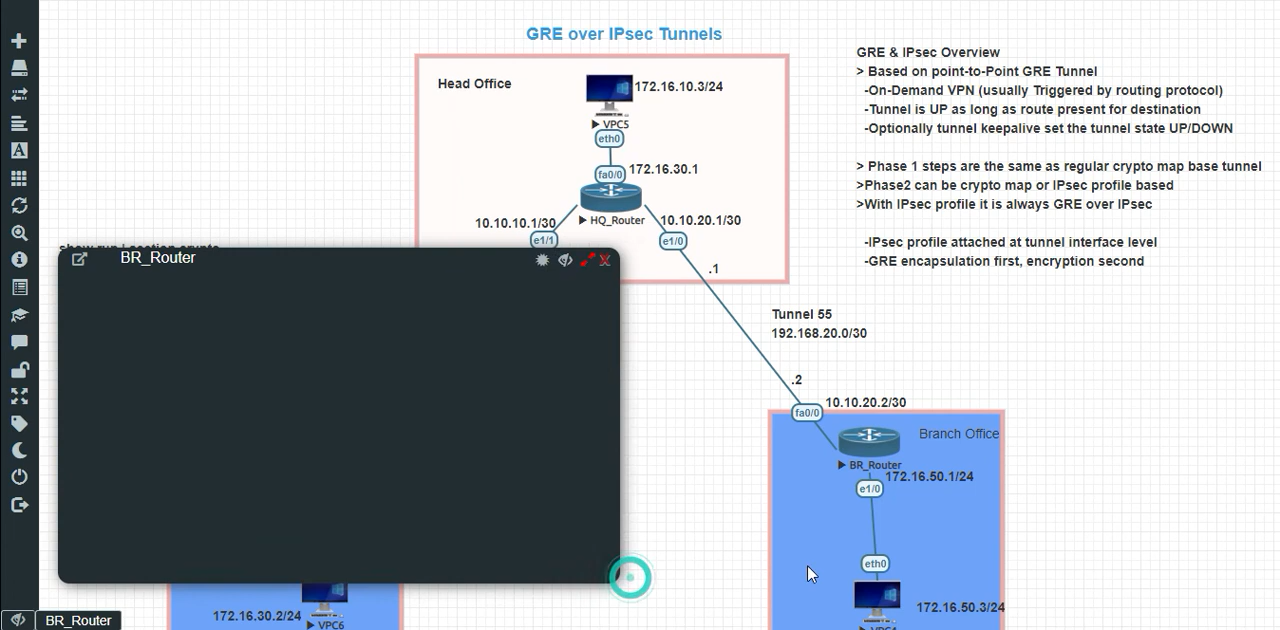 GRE over IPsec Tunnels
Head Office
172.16.10.3/24
VPC5
eth0
fa0/0
172.16.30.1
HQ_Router
10.10.10.1/30
10.10.20.1/30
e1/1
e1/0
.1
GRE & IPsec Overview
> Based on point-to-Point GRE Tunnel
-On-Demand VPN (usually Triggered by routing protocol)
-Tunnel is UP as long as route present for destination
-Optionally tunnel keepalive set the tunnel state UP/DOWN
> Phase 1 steps are the same as regular crypto map base tunnel
>Phase2 can be crypto map or IPsec profile based
>With IPsec profile it is always GRE over IPsec
-IPsec profile attached at tunnel interface level
-GRE encapsulation first, encryption second
show run | section crypto
BR_Router
Tunnel 55
192.168.20.0/30
.2
10.10.20.2/30
fa0/0
Branch Office
BR_Router
172.16.50.1/24
e1/0
eth0
172.16.50.3/24
172.16.30.2/24
VPC6
BR_Router